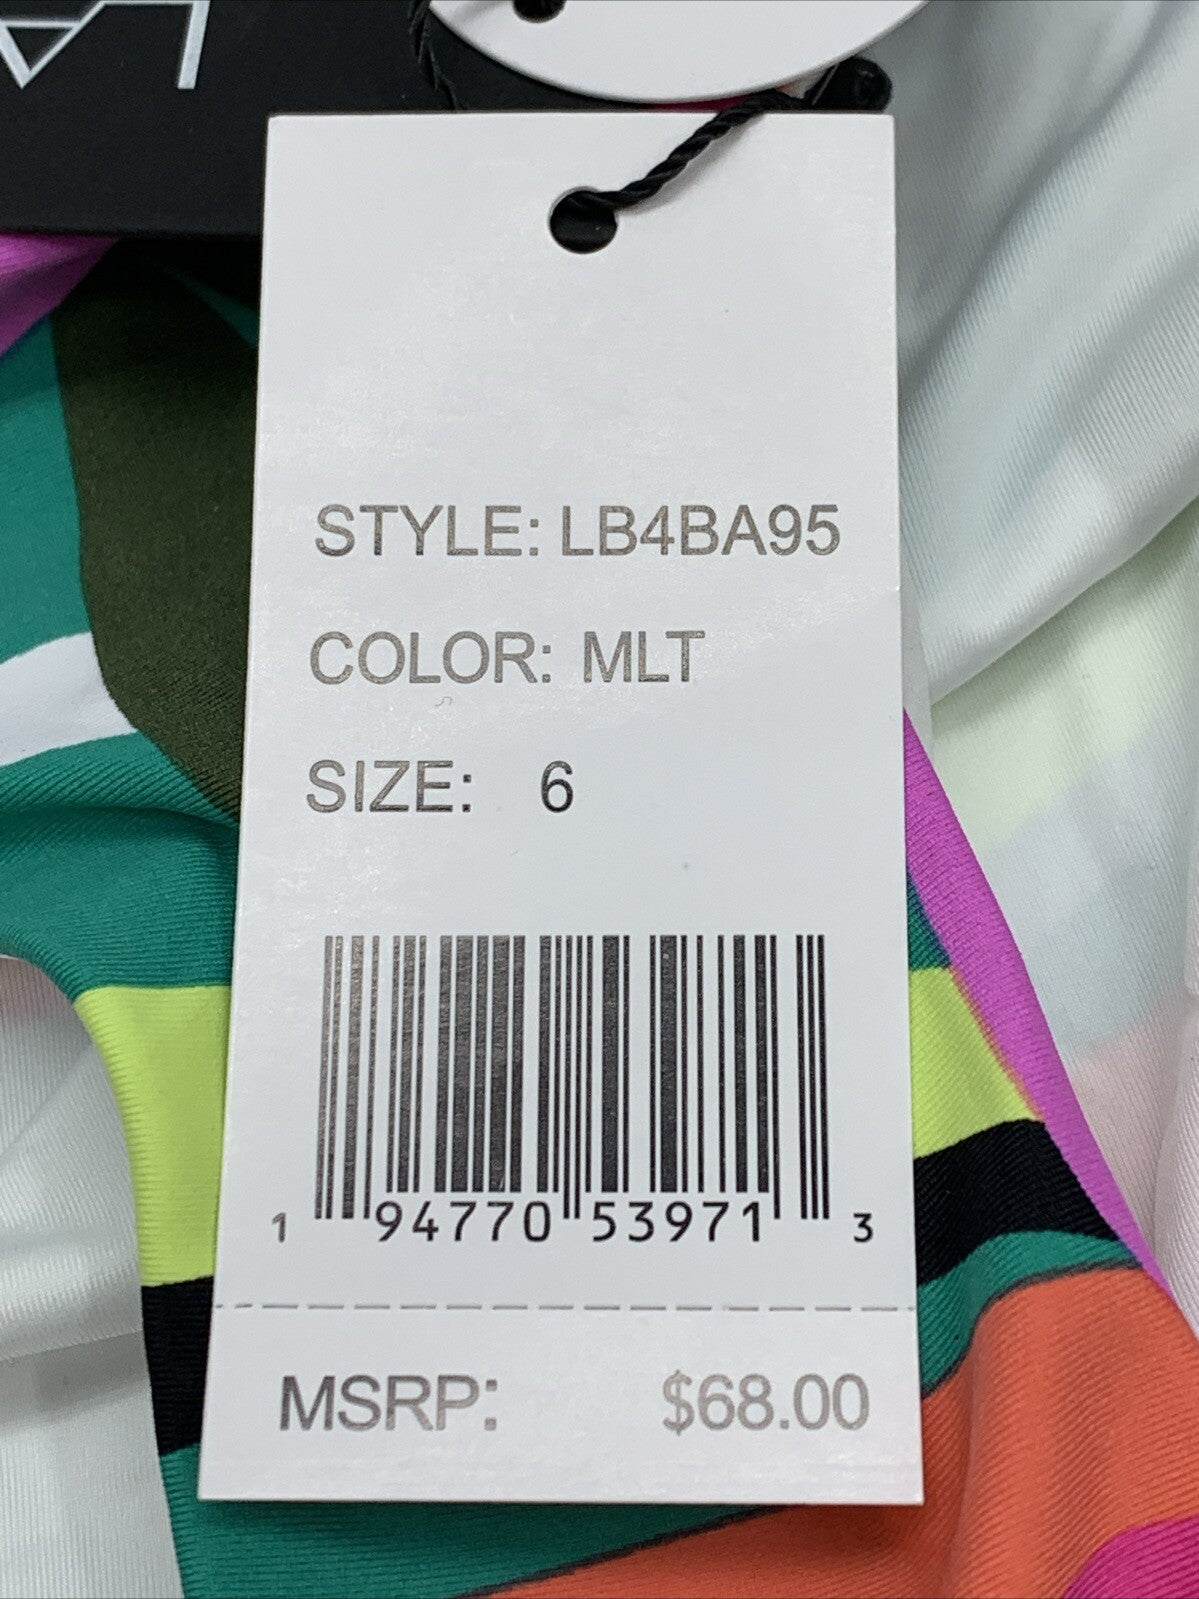 STYLE: LB4BA95
COLOR: MLT
SIZE: 6
1 94770 53971 3
MSRP: $68.00